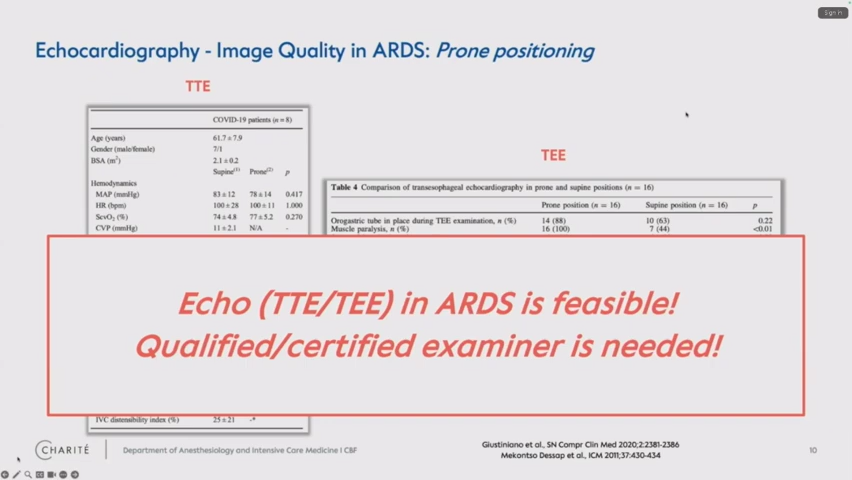 Sign in
Echocardiography - Image Quality in ARDS: Prone positioning
TTE
COVID-19 patients (n = 8)
Age (years) 61.7 ± 7.9
Gender (male/female) 7/1
BSA (m²) 2.1 ± 0.2
Supine(1) Prone(2) p
Hemodynamics
MAP (mmHg) 83 ± 12 78 ± 14 0.417
HR (bpm) 100 ± 28 100 ± 11 1.000
ScvO2 (%) 74 ± 4.8 77 ± 5.2 0.270
CVP (mmHg) 11 ± 2.1 N/A -
TEE
Table 4 Comparison of transesophageal echocardiography in prone and supine positions (n = 16)
Prone position (n = 16) Supine position (n = 16) p
Orogastric tube in place during TEE examination, n (%) 14 (88) 10 (63) 0.22
Muscle paralysis, n (%) 16 (100) 7 (44) <0.01
Echo (TTE/TEE) in ARDS is feasible!
Qualified/certified examiner is needed!
IVC distensibility index (%) 25 ± 21 -*
CHARITÉ
Department of Anesthesiology and Intensive Care Medicine I CBF
Giustiniano et al., SN Compr Clin Med 2020;2:2381-2386
Mekontso Dessap et al., ICM 2011;37:430-434
10